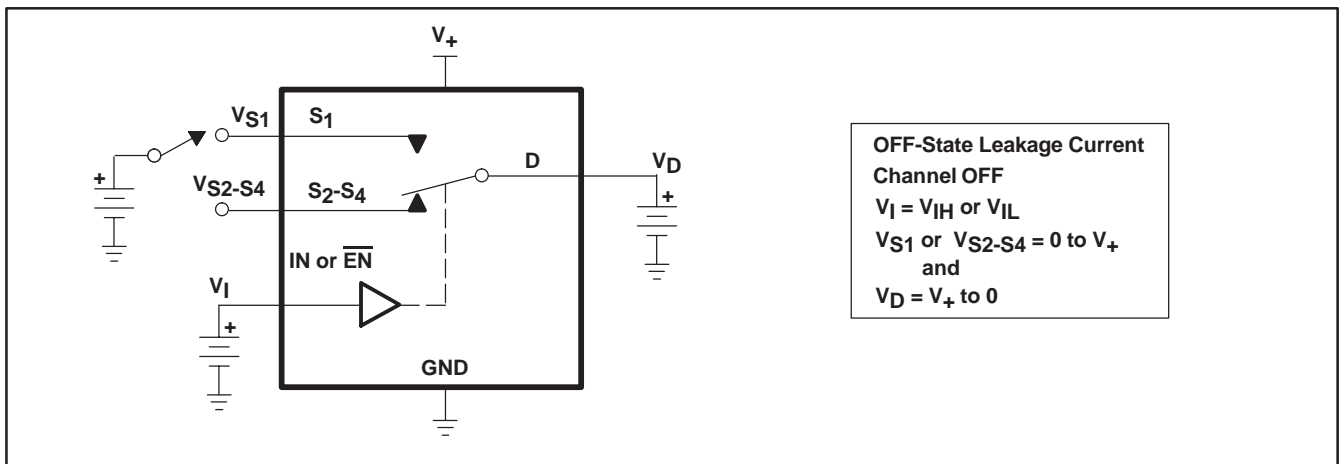 V+
VS1
S1
+
VS2-S4
S2-S4
D
VD
+
IN or EN
VI
+
GND
OFF-State Leakage Current
Channel OFF
VI = VIH or VIL
VS1 or VS2-S4 = 0 to V+
and
VD = V+ to 0